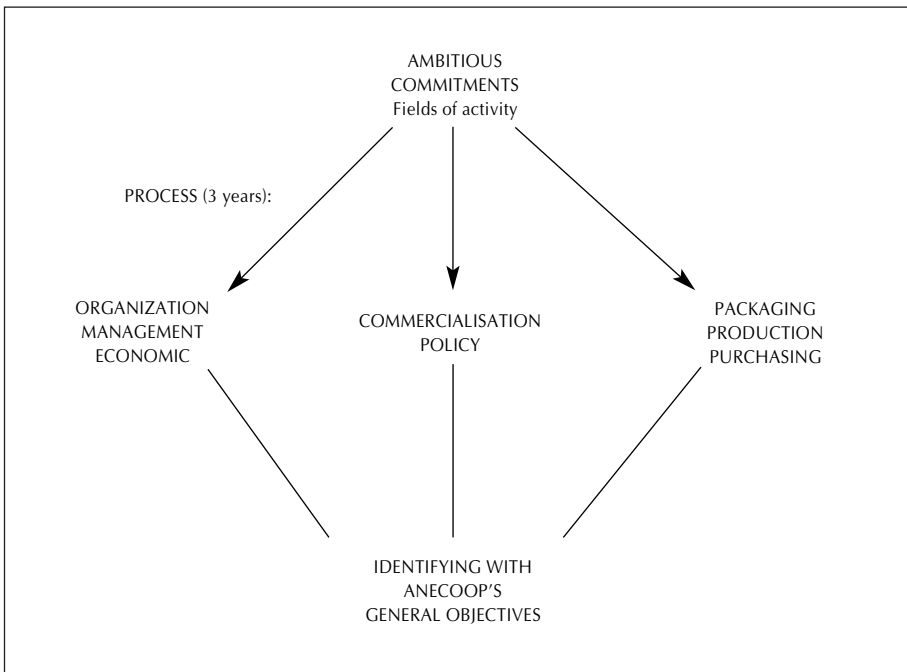 AMBITIOUS
COMMITMENTS
Fields of activity
PROCESS (3 years):
ORGANIZATION
MANAGEMENT
ECONOMIC
COMMERCIALISATION
POLICY
PACKAGING
PRODUCTION
PURCHASING
IDENTIFYING WITH
ANECOOP'S
GENERAL OBJECTIVES